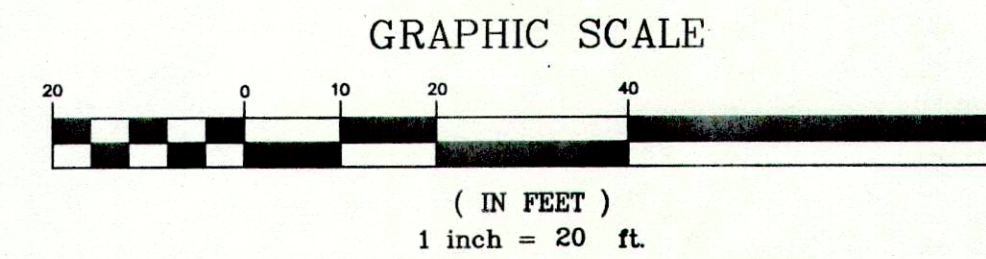 GRAPHIC SCALE
20 0 10 20 40
( IN FEET )
1 inch = 20 ft.